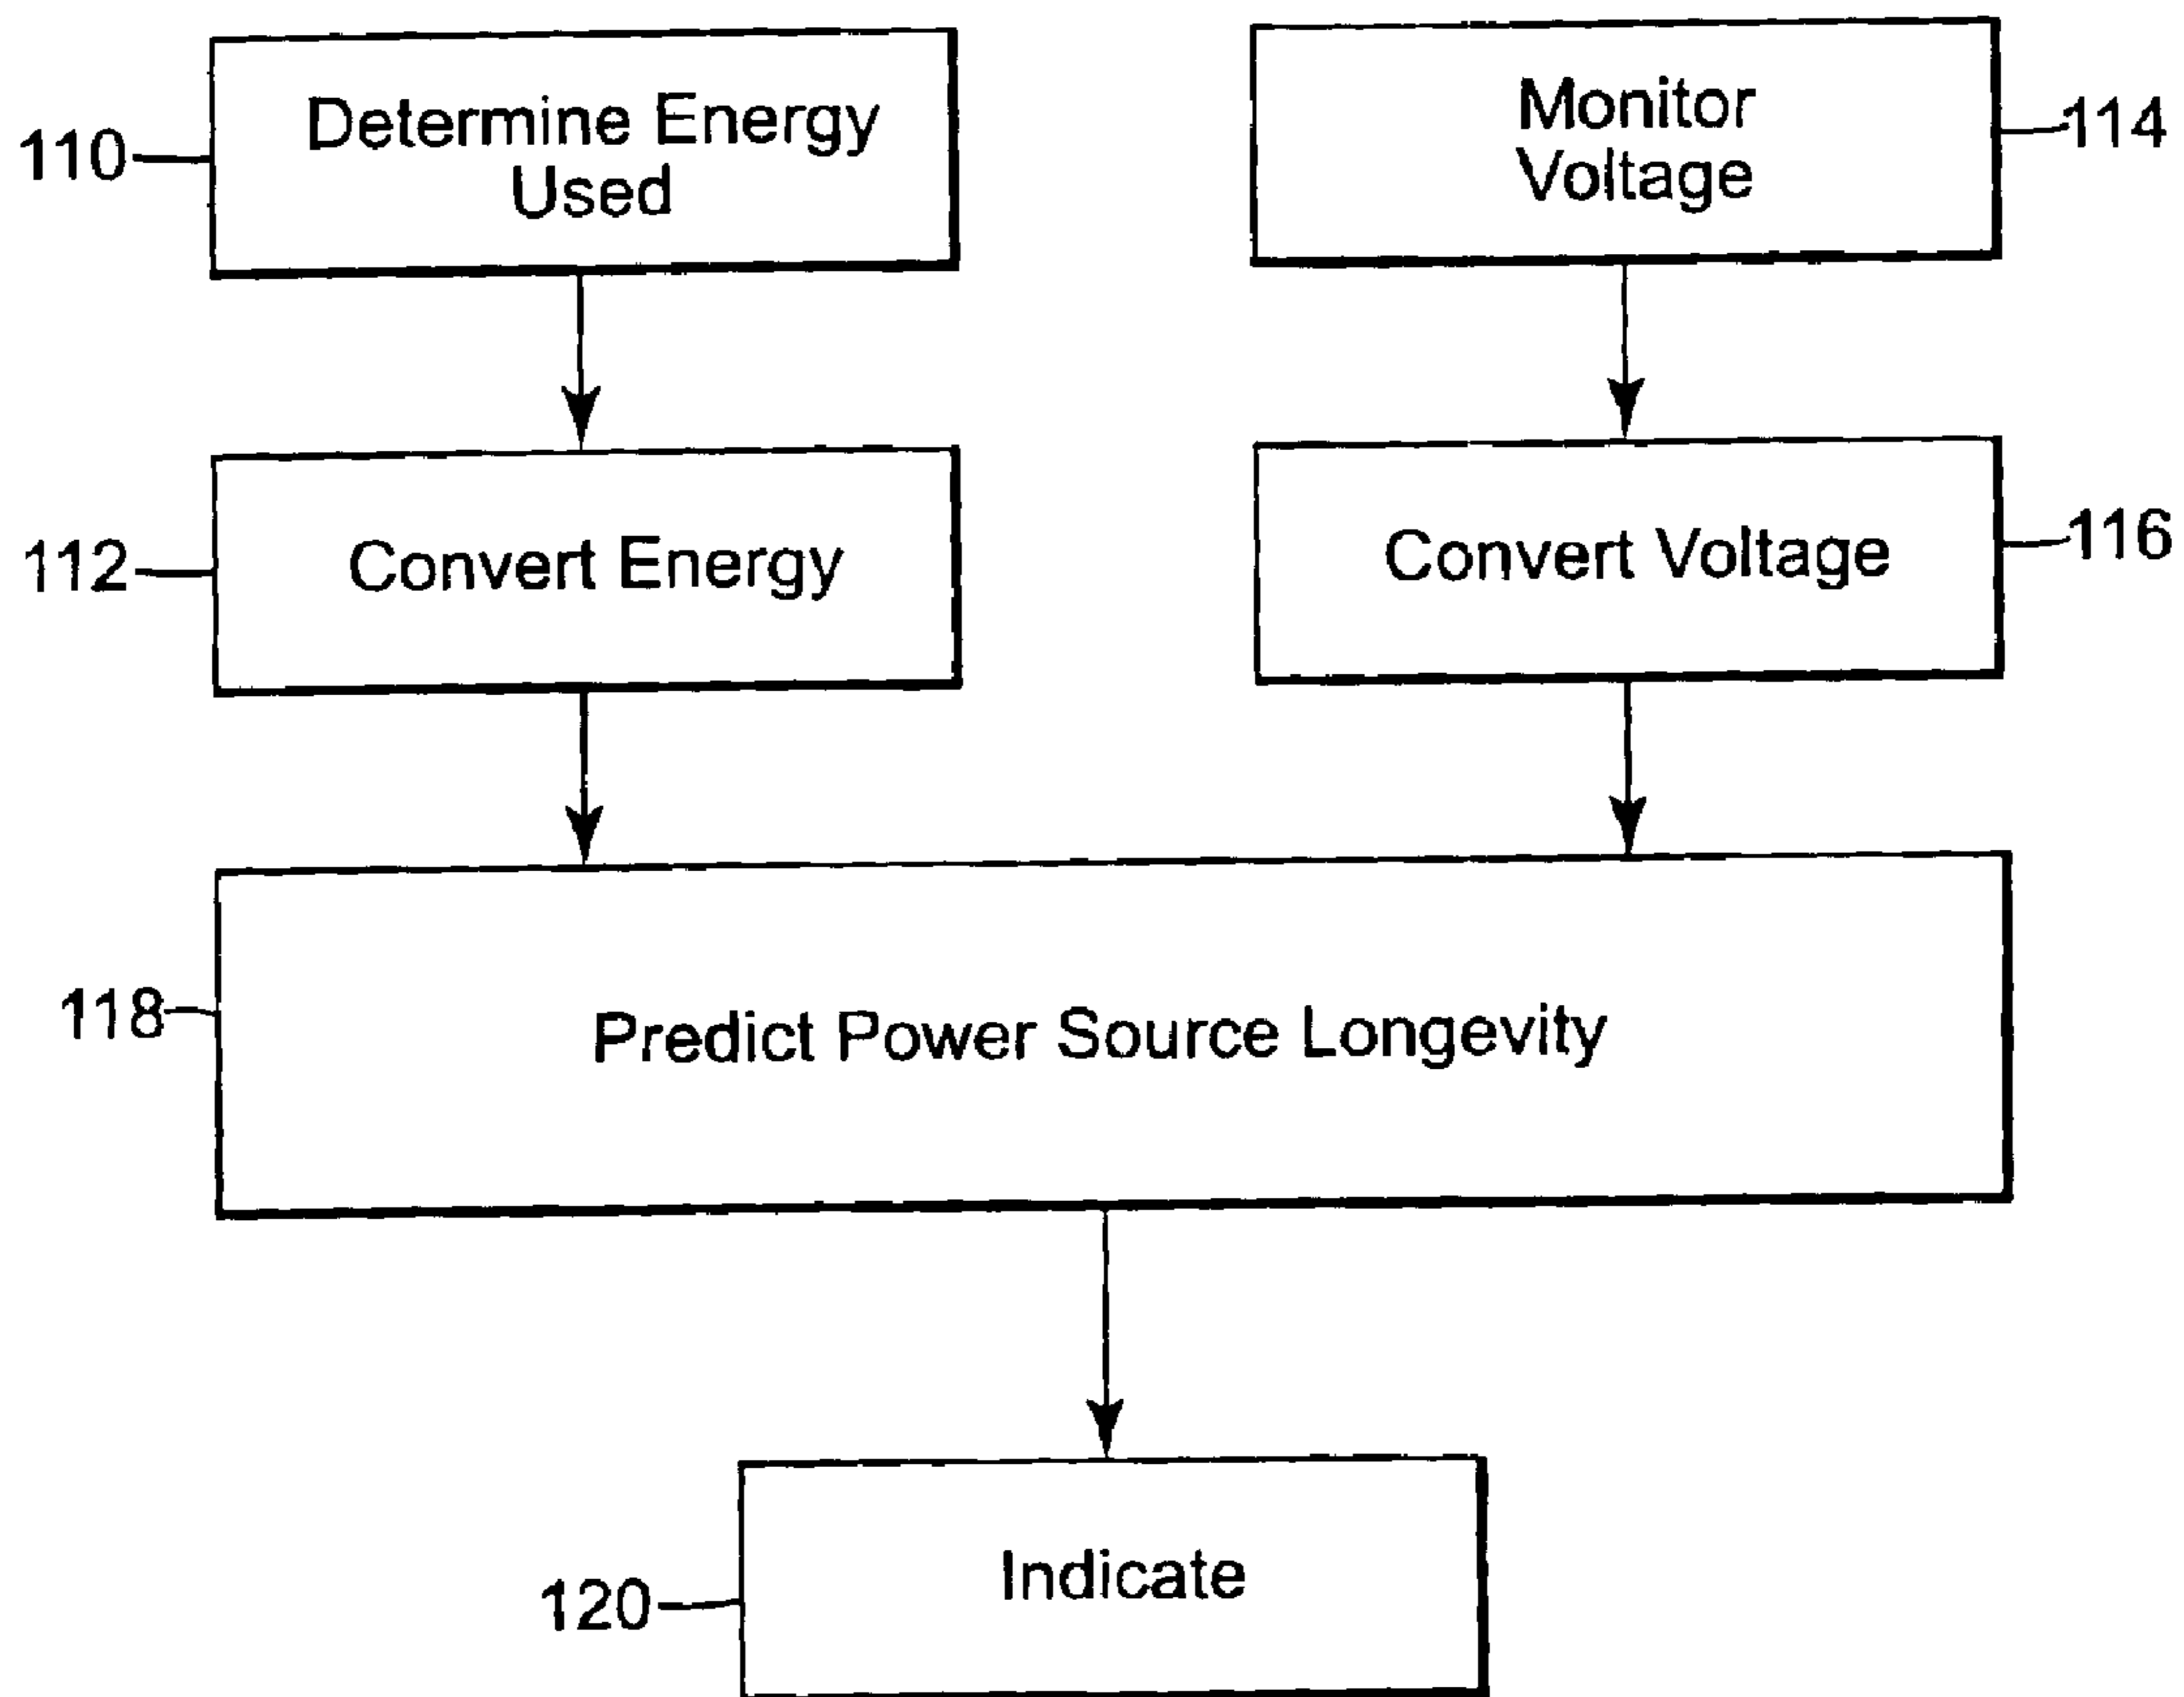 Determine Energy
Used
110
Monitor
Voltage
114
Convert Energy
112
Convert Voltage
116
Predict Power Source Longevity
118
Indicate
120